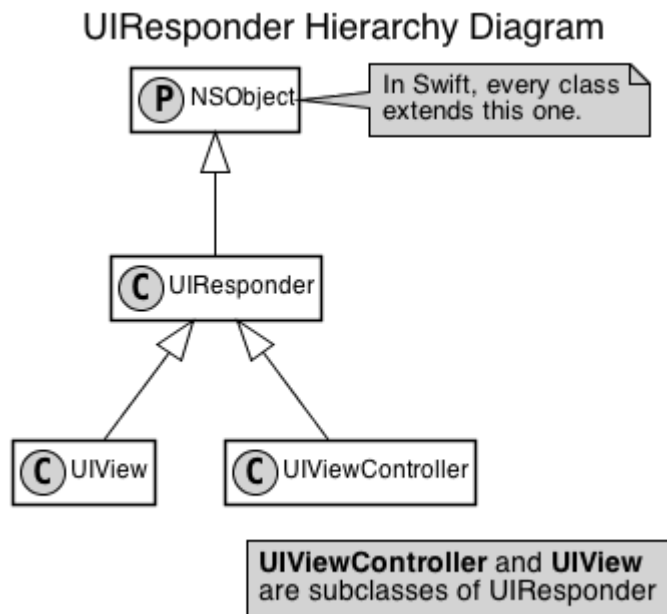 UIResponder Hierarchy Diagram
P NSObject
In Swift, every class
extends this one.
C UIResponder
C UIView
C UIViewController
UIViewController and UIView
are subclasses of UIResponder